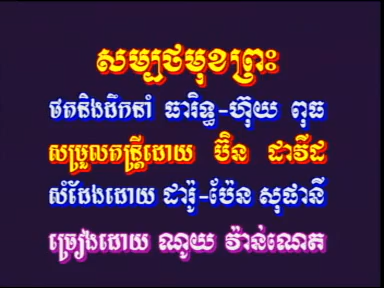 សម្បថមុខព្រះ
ថតនិងដឹកនាំ ធារិទ្ធ-ហ៊ុយ ពុធ
សម្រួលតន្ត្រីដោយ ប៊ិន ដាវីដ
សំដែងដោយ ដារ៉ូ-ប៉ែន សុផានី
ច្រៀងដោយ ណូយ វ៉ាន់ណេត